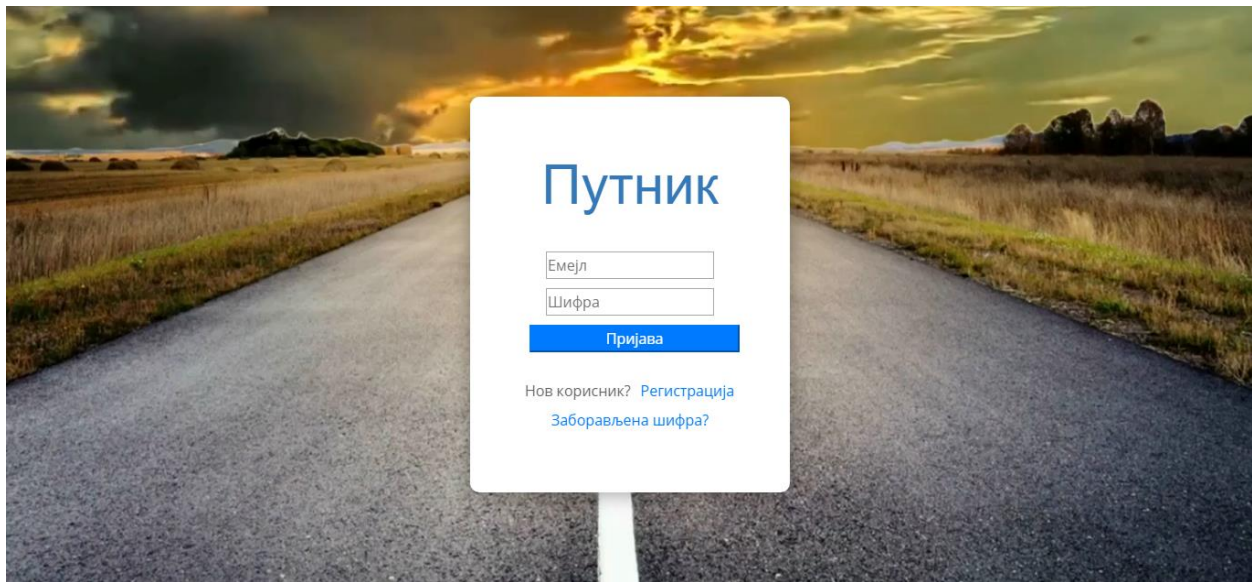 Путник
Емејл
Шифра
Пријава
Нов корисник? Регистрација
Заборављена шифра?